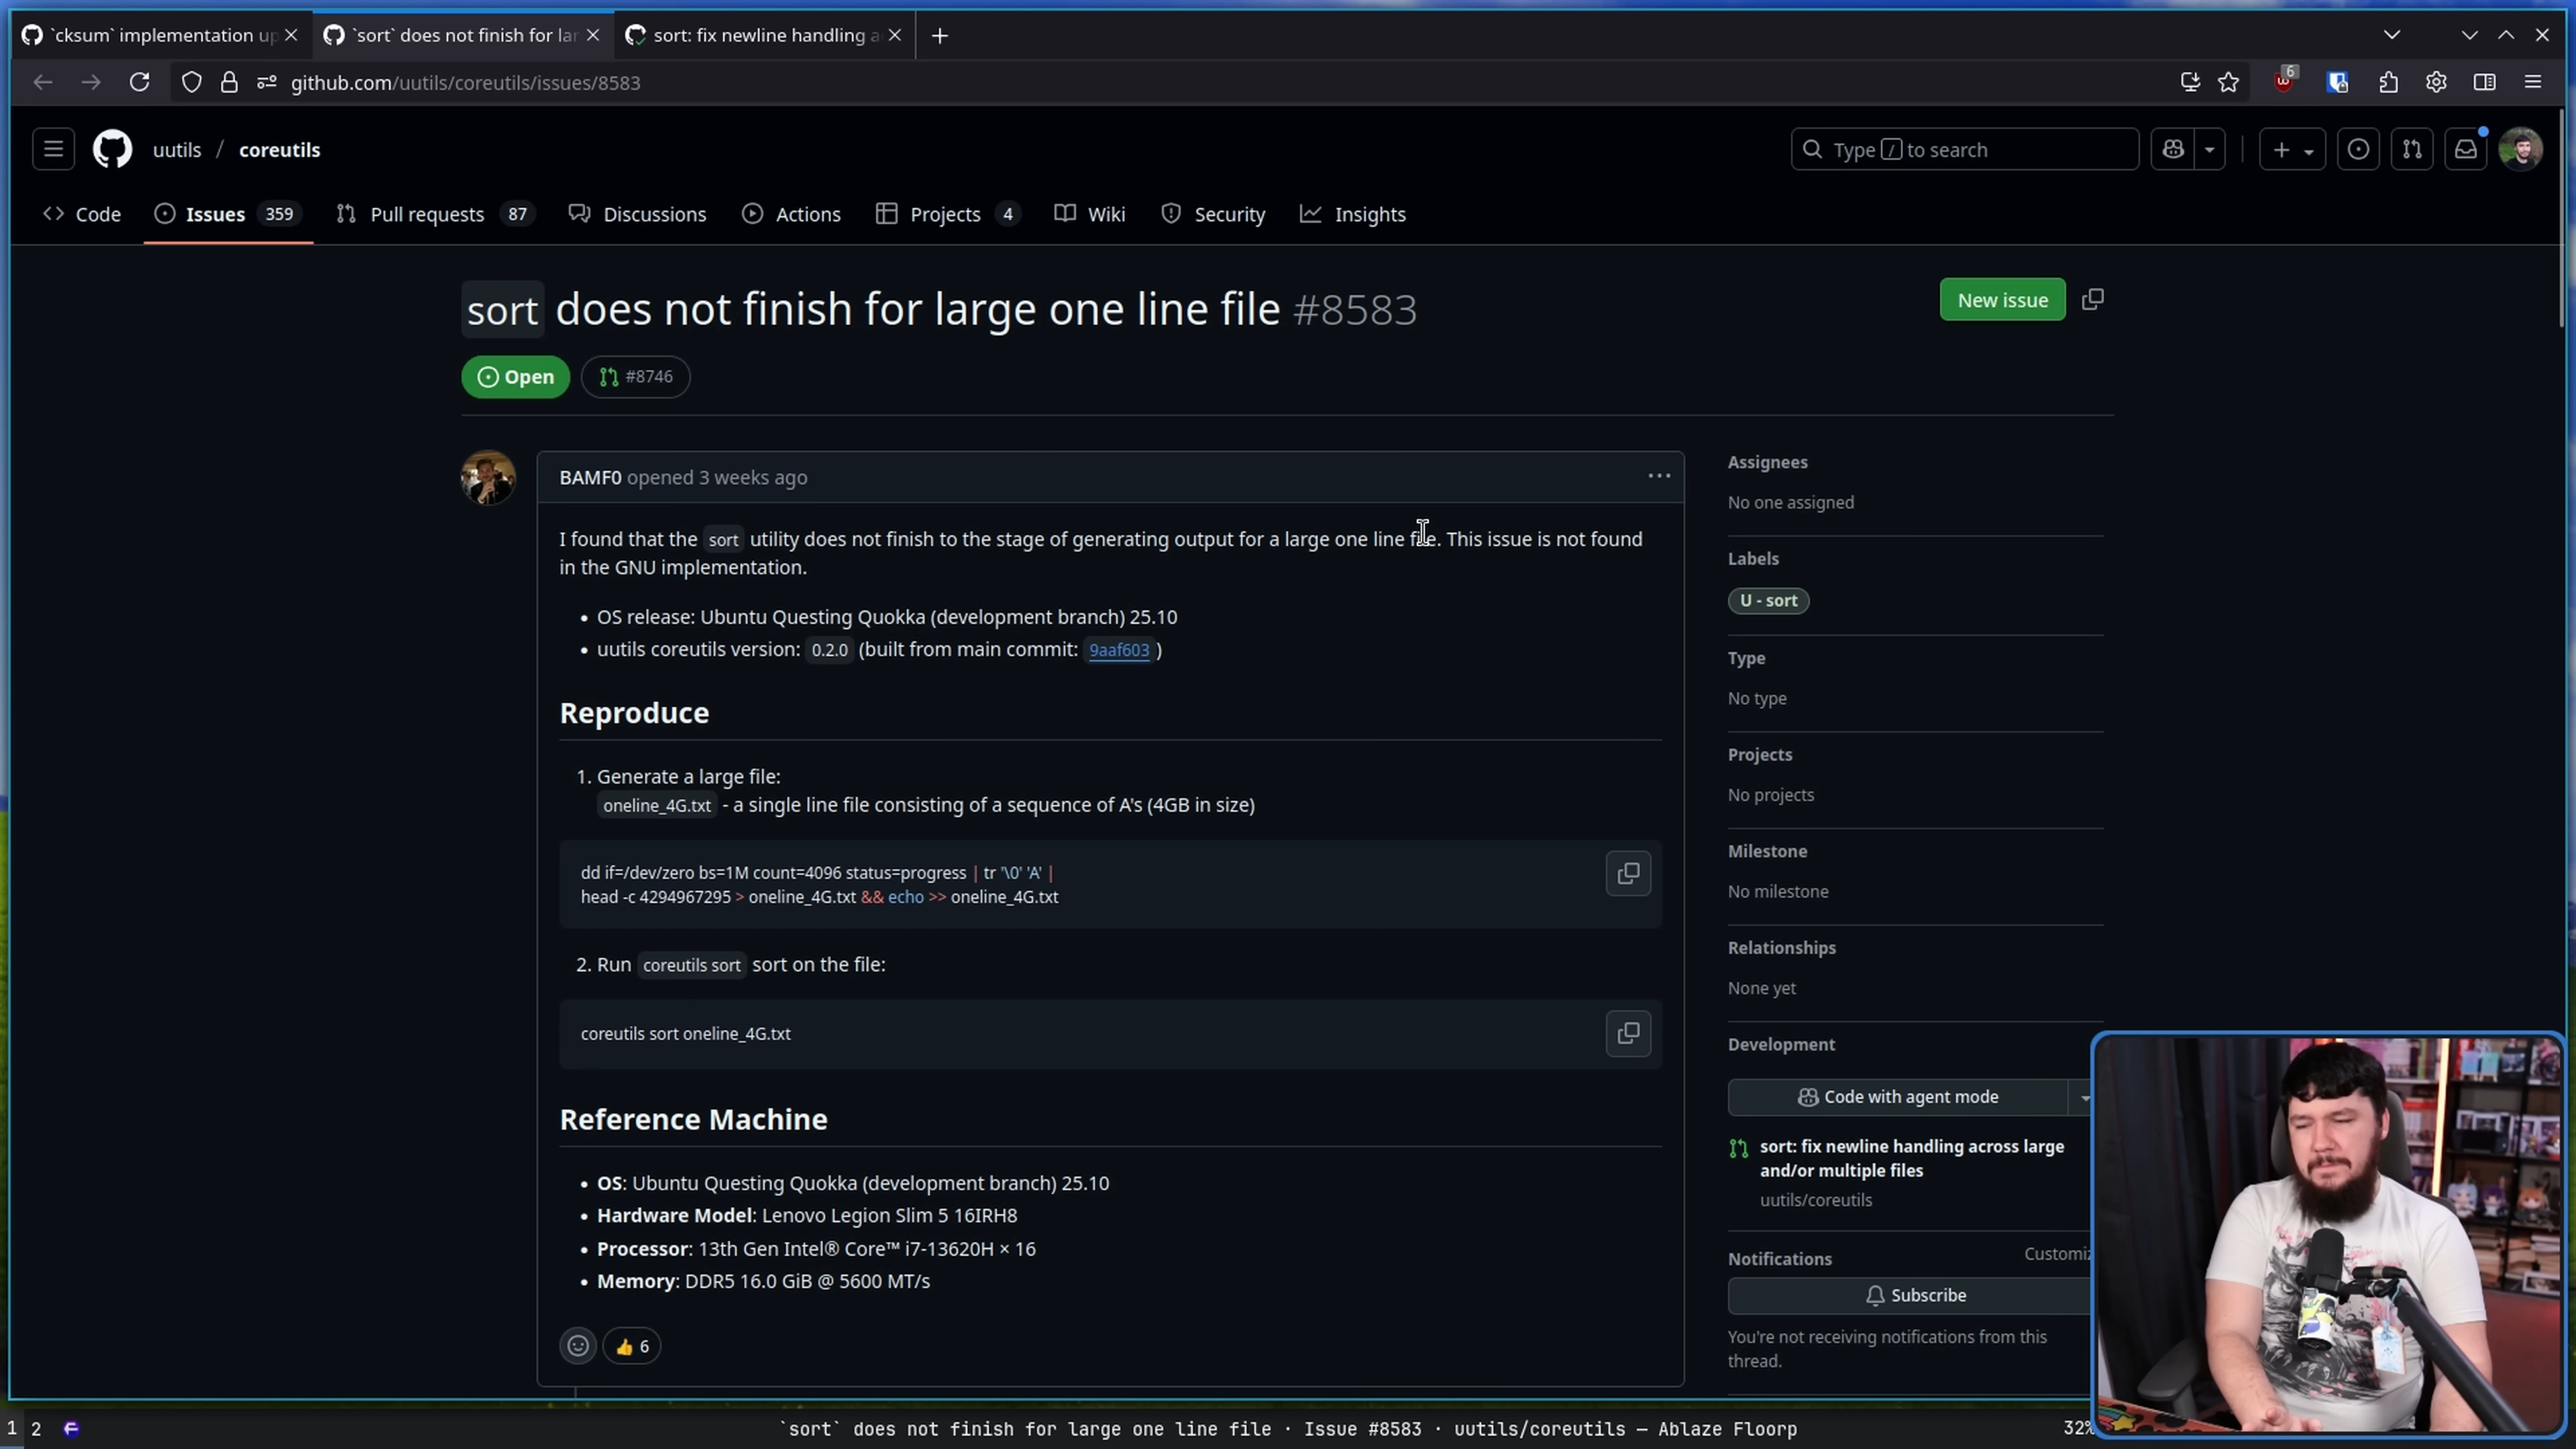 `cksum` implementation up
`sort` does not finish for lar
sort: fix newline handling a
github.com/uutils/coreutils/issues/8583
6
uutils / coreutils
Type / to search
Code
Issues 359
Pull requests 87
Discussions
Actions
Projects 4
Wiki
Security
Insights
sort does not finish for large one line file #8583
New issue
Open
#8746
BAMF0 opened 3 weeks ago
I found that the sort utility does not finish to the stage of generating output for a large one line file. This issue is not found
in the GNU implementation.
• OS release: Ubuntu Questing Quokka (development branch) 25.10
• uutils coreutils version: 0.2.0 (built from main commit: 9aaf603)
Reproduce
1. Generate a large file:
oneline_4G.txt - a single line file consisting of a sequence of A's (4GB in size)
dd if=/dev/zero bs=1M count=4096 status=progress | tr '\0' 'A' |
head -c 4294967295 > oneline_4G.txt && echo >> oneline_4G.txt
2. Run coreutils sort sort on the file:
coreutils sort oneline_4G.txt
Reference Machine
• OS: Ubuntu Questing Quokka (development branch) 25.10
• Hardware Model: Lenovo Legion Slim 5 16IRH8
• Processor: 13th Gen Intel® Core™ i7-13620H × 16
• Memory: DDR5 16.0 GiB @ 5600 MT/s
👍 6
Assignees
No one assigned
Labels
U - sort
Type
No type
Projects
No projects
Milestone
No milestone
Relationships
None yet
Development
Code with agent mode
sort: fix newline handling across large
and/or multiple files
uutils/coreutils
Notifications
Customiz
Subscribe
You're not receiving notifications from this
thread.
1 2
`sort` does not finish for large one line file · Issue #8583 · uutils/coreutils — Ablaze Floorp
32%